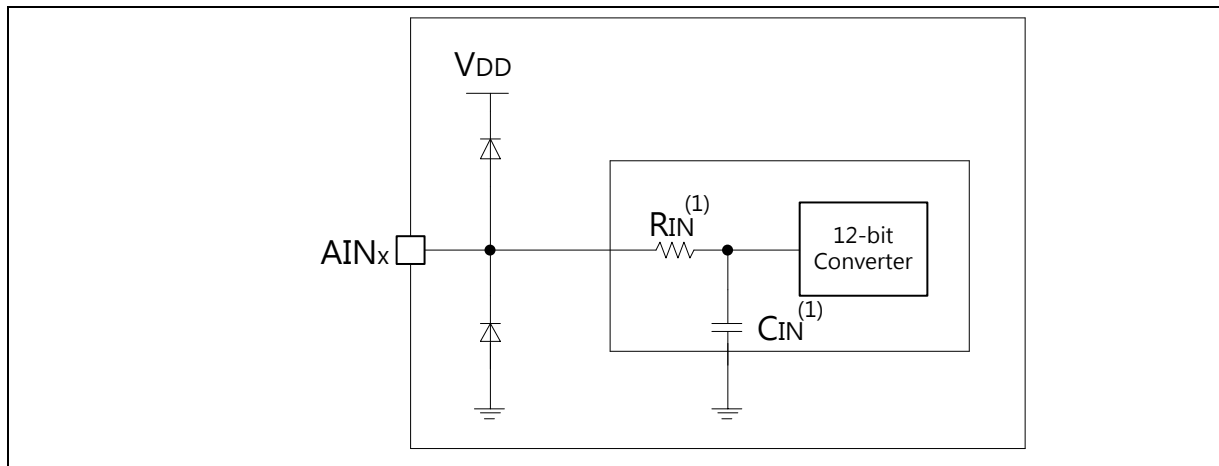 VDD
RIN(1)
12-bit
Converter
AINx
CIN(1)